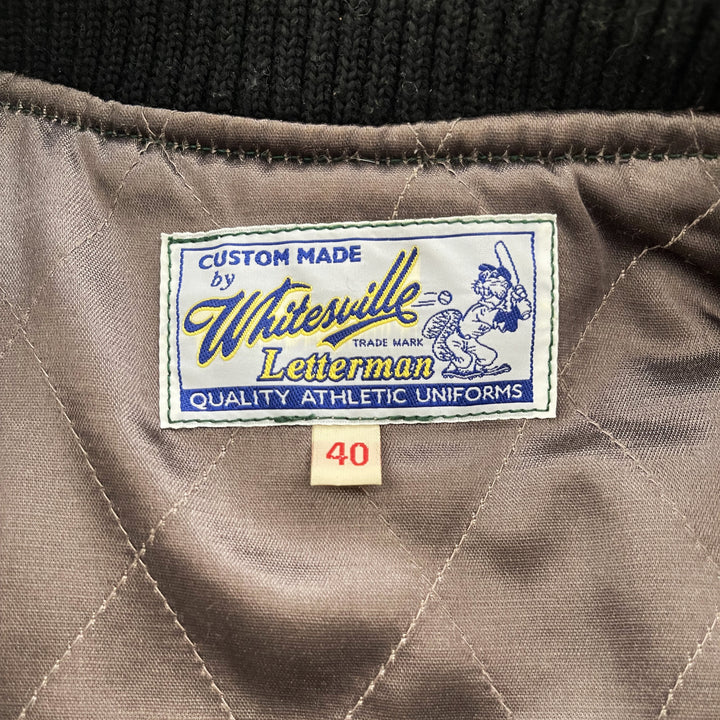 CUSTOM MADE
by
Whitesville
TRADE MARK
Letterman
QUALITY ATHLETIC UNIFORMS
40